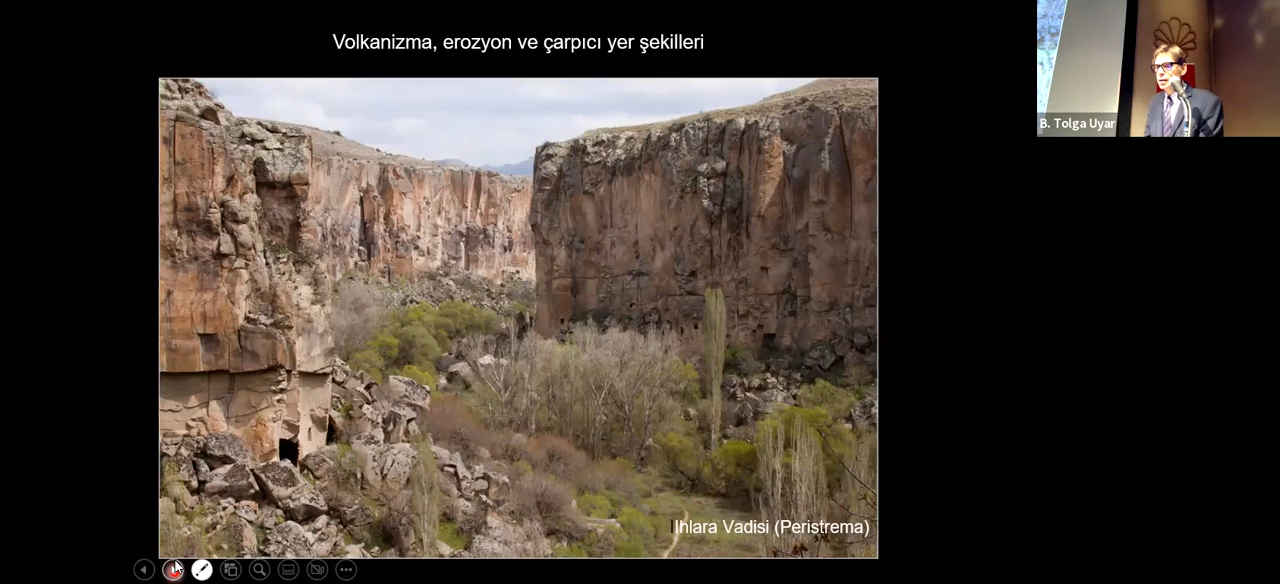 Volkanizma, erozyon ve çarpıcı yer şekilleri
B. Tolga Uyar
Ihlara Vadisi (Peristrema)